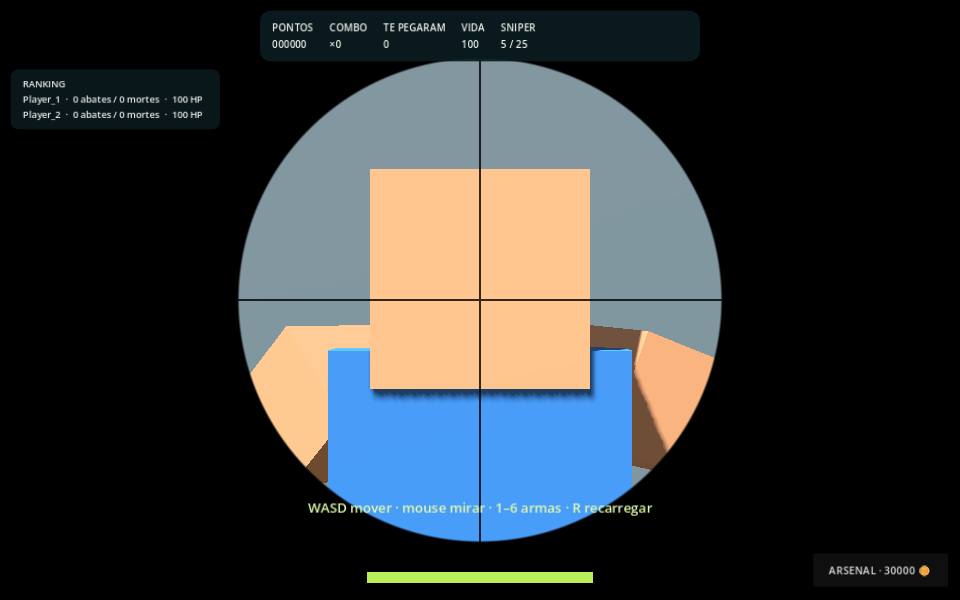 PONTOS COMBO TE PEGARAM VIDA SNIPER
000000 ×0 0 100 5 / 25
RANKING
Player_1 · 0 abates / 0 mortes · 100 HP
Player_2 · 0 abates / 0 mortes · 100 HP
WASD mover · mouse mirar · 1–6 armas · R recarregar
ARSENAL · 30000